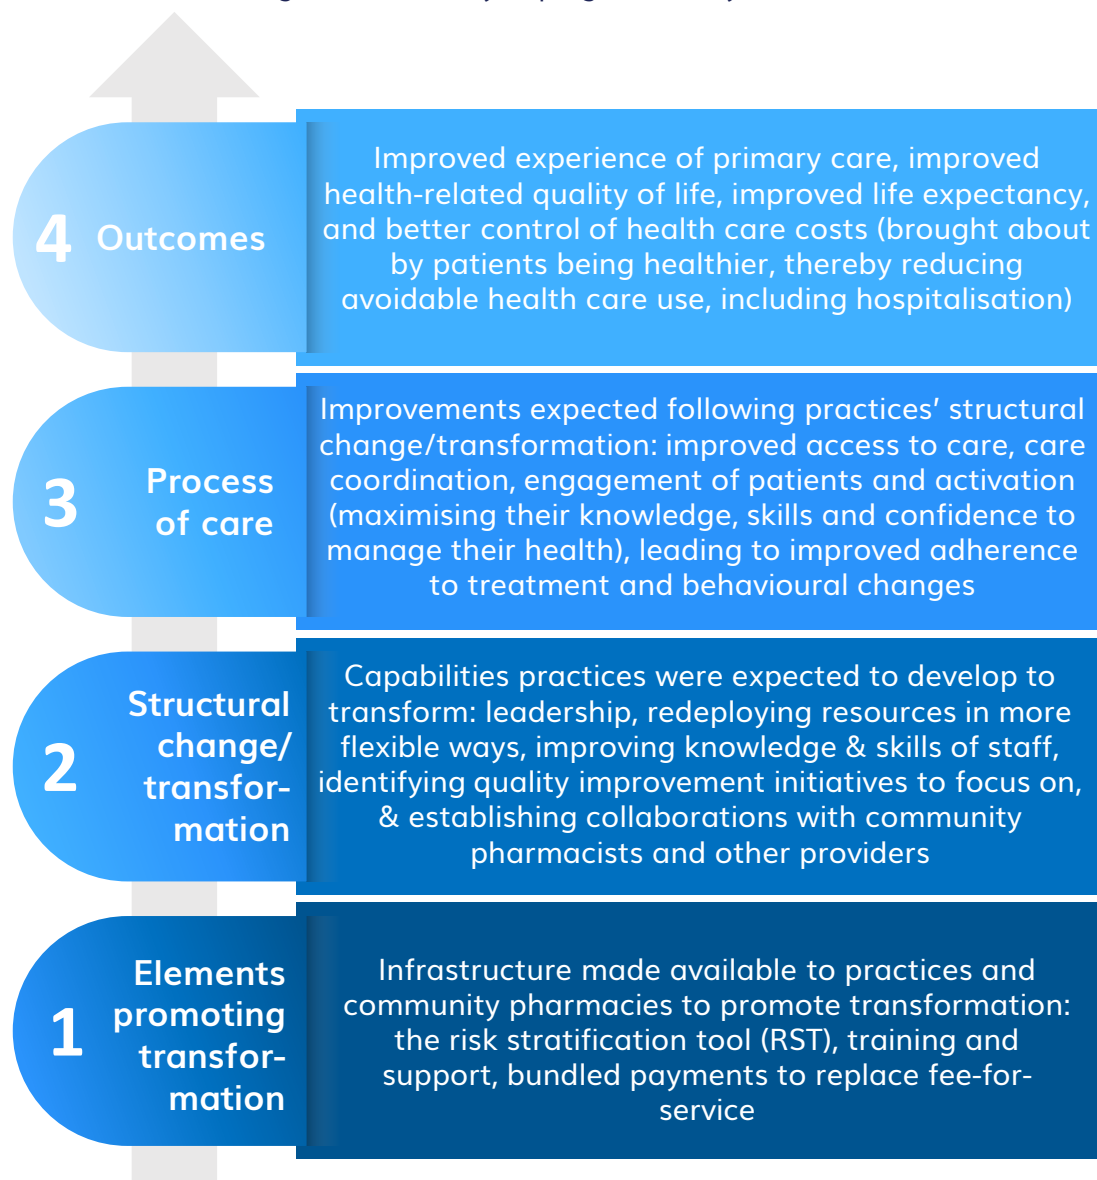 4 Outcomes
Improved experience of primary care, improved
health-related quality of life, improved life expectancy,
and better control of health care costs (brought about
by patients being healthier, thereby reducing
avoidable health care use, including hospitalisation)
3 Process
of care
Improvements expected following practices’ structural
change/transformation: improved access to care, care
coordination, engagement of patients and activation
(maximising their knowledge, skills and confidence to
manage their health), leading to improved adherence
to treatment and behavioural changes
2 Structural
change/
transfor-
mation
Capabilities practices were expected to develop to
transform: leadership, redeploying resources in more
flexible ways, improving knowledge & skills of staff,
identifying quality improvement initiatives to focus on,
& establishing collaborations with community
pharmacists and other providers
1 Elements
promoting
transfor-
mation
Infrastructure made available to practices and
community pharmacies to promote transformation:
the risk stratification tool (RST), training and
support, bundled payments to replace fee-for-
service